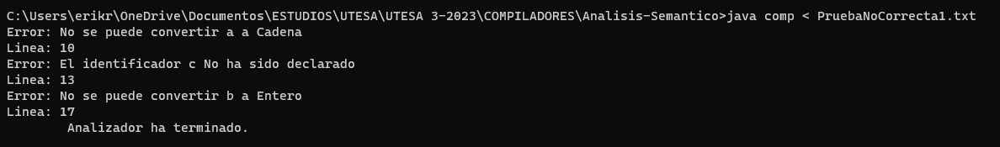 C:\Users\erikr\OneDrive\Documentos\ESTUDIOS\UTESA\UTESA 3-2023\COMPILADORES\Analisis-Semantico>java comp < PruebaNoCorrecta1.txt
Error: No se puede convertir a a Cadena
Linea: 10
Error: El identificador c No ha sido declarado
Linea: 13
Error: No se puede convertir b a Entero
Linea: 17
Analizador ha terminado.